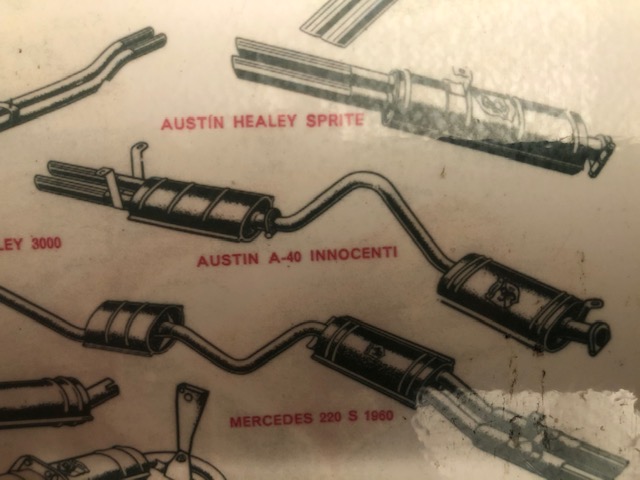 AUSTIN HEALEY SPRITE
LEY 3000
AUSTIN A-40 INNOCENTI
MERCEDES 220 S 1960